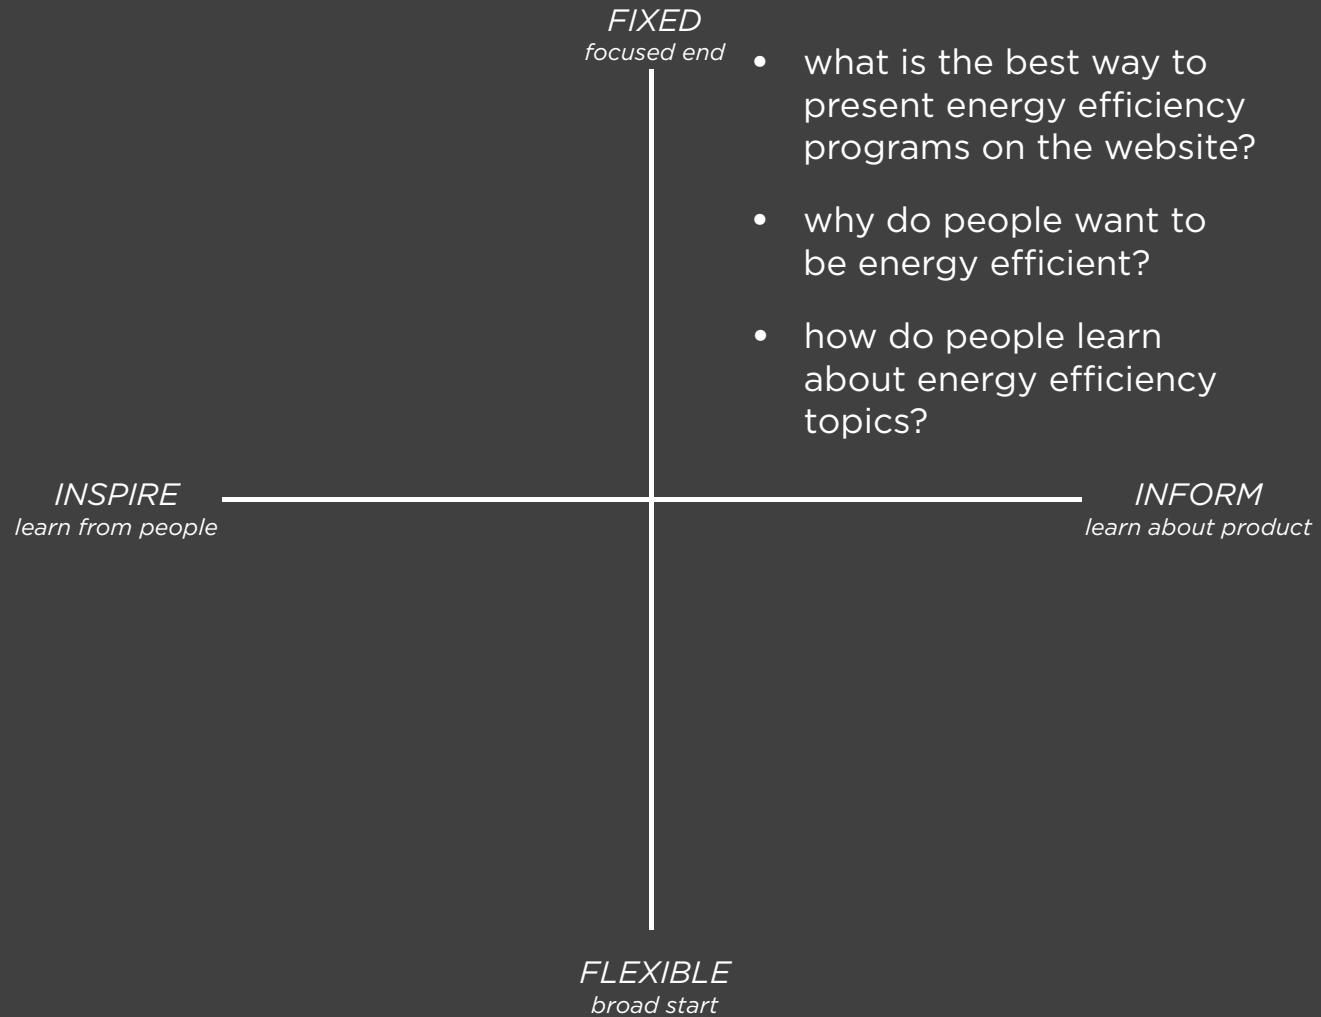 FIXED
focused end
• what is the best way to
present energy efficiency
programs on the website?
• why do people want to
be energy efficient?
• how do people learn
about energy efficiency
topics?
INSPIRE
learn from people
INFORM
learn about product
FLEXIBLE
broad start